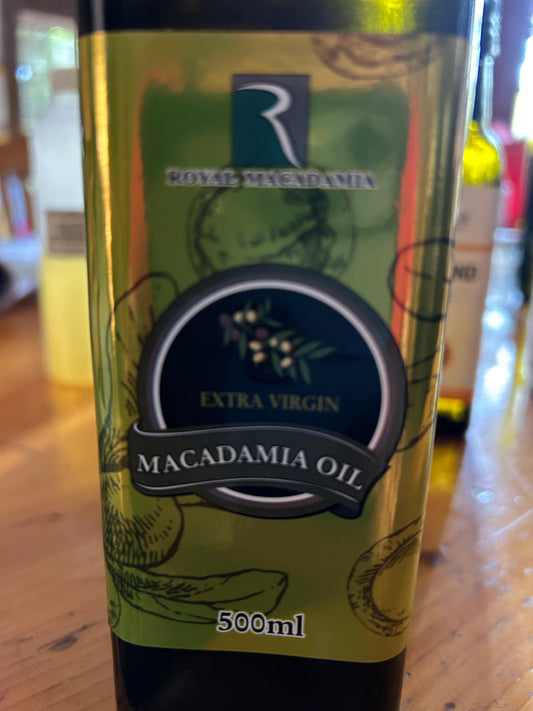 R
ROYAL MACADAMIA
EXTRA VIRGIN
MACADAMIA OIL
500ml